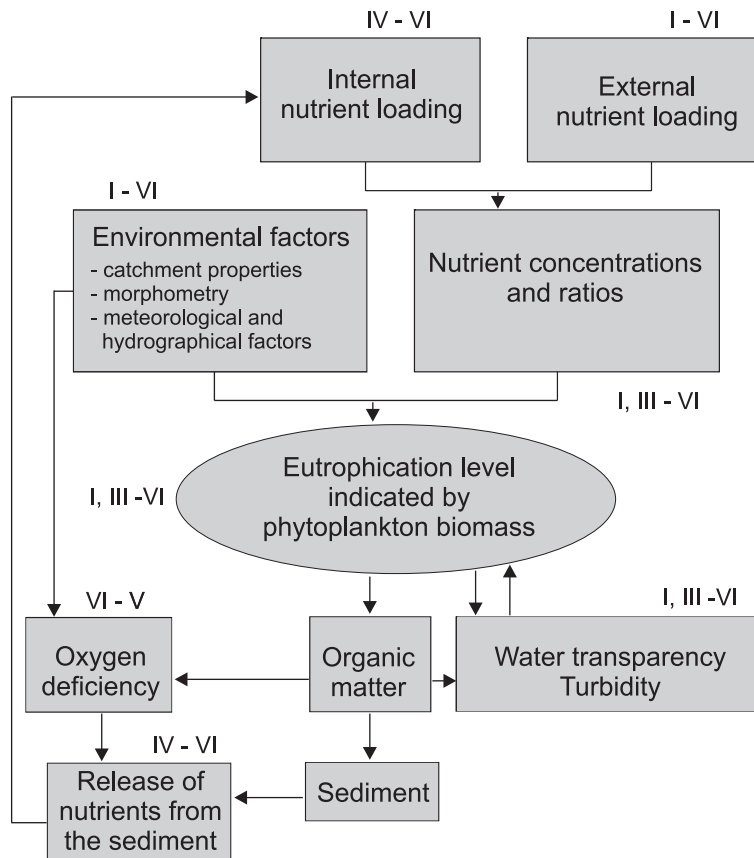 IV - VI
I - VI
Internal
nutrient loading
External
nutrient loading
I - VI
Environmental factors
- catchment properties
- morphometry
- meteorological and
hydrographical factors
Nutrient concentrations
and ratios
I, III - VI
Eutrophication level
indicated by
phytoplankton biomass
I, III -VI
VI - V
I, III -VI
Oxygen
deficiency
Organic
matter
Water transparency
Turbidity
IV - VI
Release of
nutrients from
the sediment
Sediment